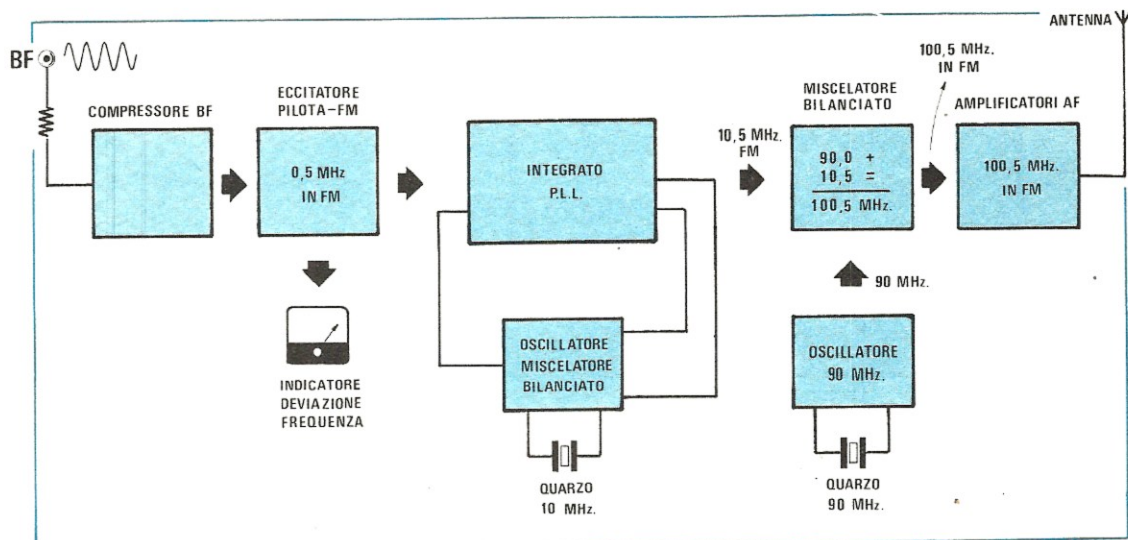 BF
COMPRESSORE BF
ECCITATORE
PILOTA-FM
0,5 MHz
IN FM
INDICATORE
DEVIAZIONE
FREQUENZA
INTEGRATO
P.L.L.
OSCILLATORE
MISCELATORE
BILANCIATO
QUARZO
10 MHz.
10,5 MHz.
FM
MISCELATORE
BILANCIATO
90,0 +
10,5 =
100,5 MHz.
90 MHz.
OSCILLATORE
90 MHz.
QUARZO
90 MHz.
100,5 MHz.
IN FM
AMPLIFICATORI AF
100,5 MHz.
IN FM
ANTENNA